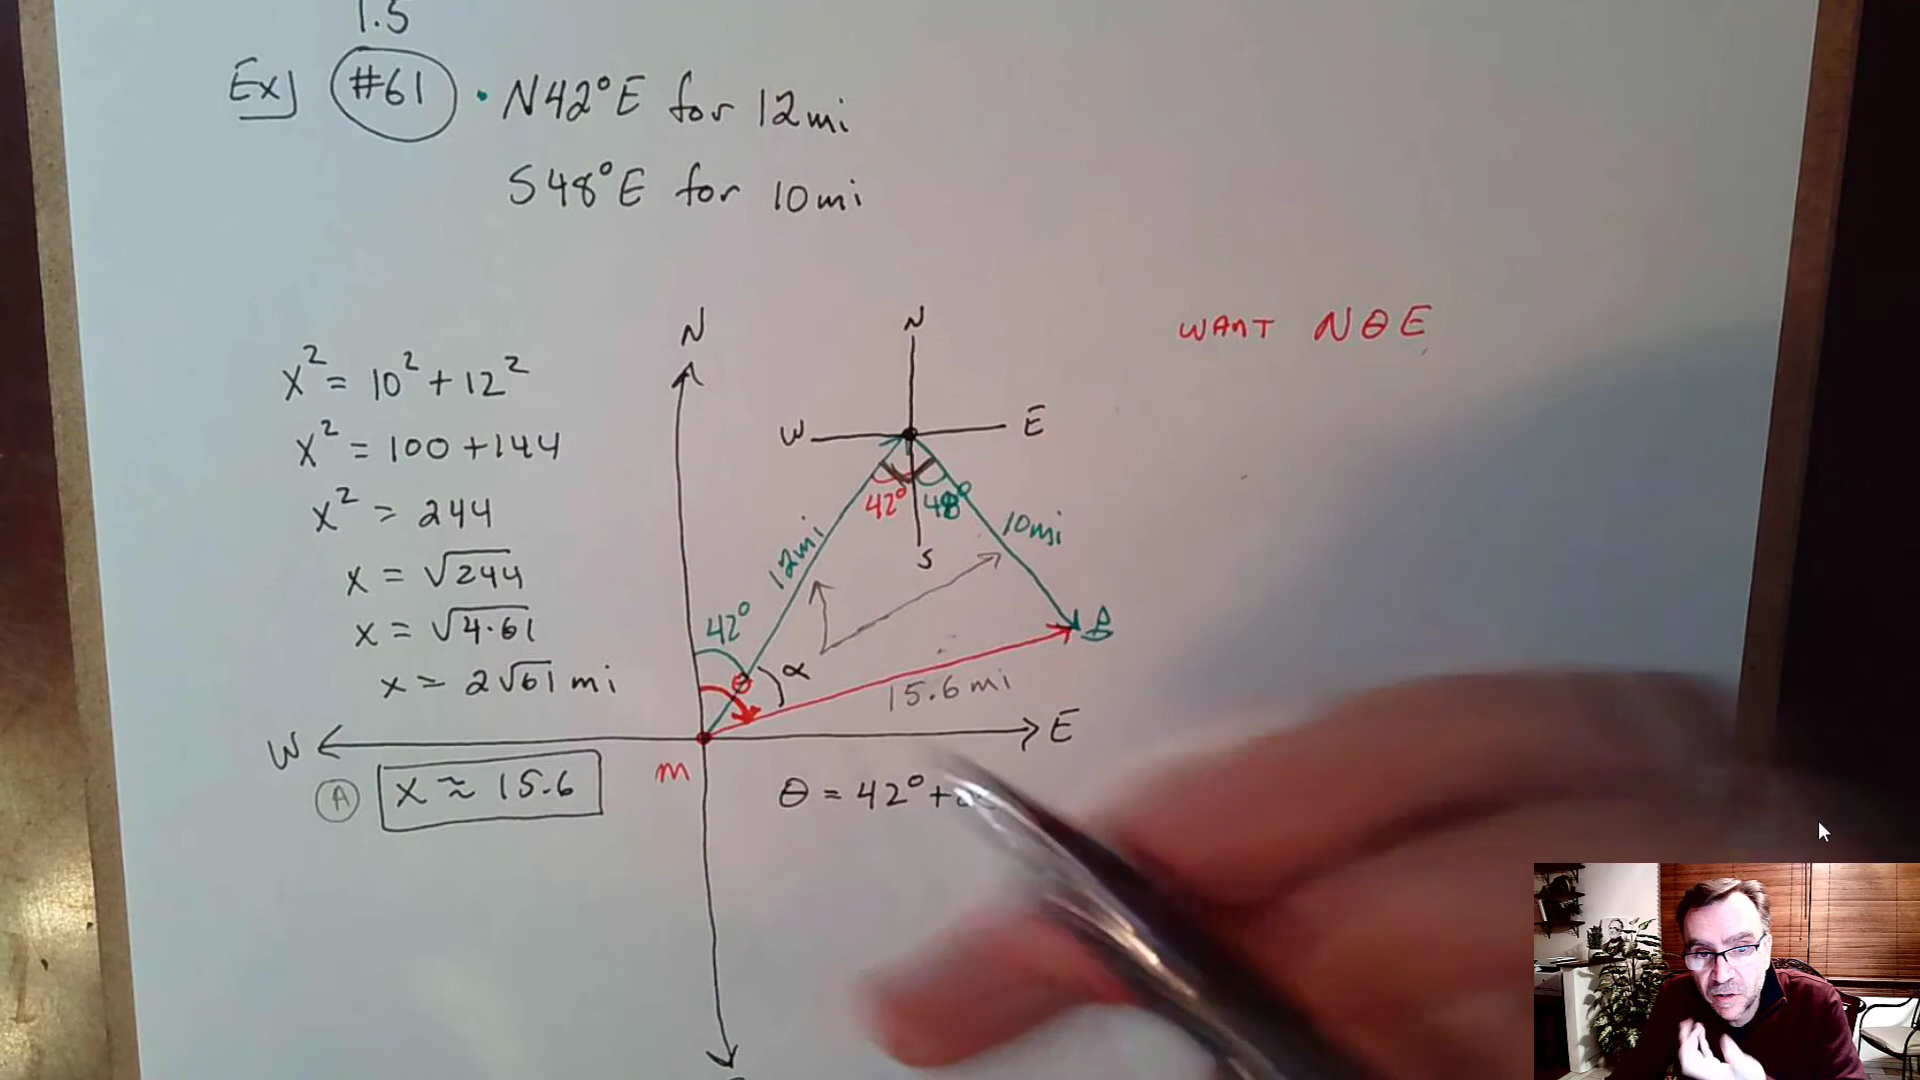 1.5
Ex) #61 · N42°E for 12mi
S48°E for 10mi
WANT NθE
x² = 10² + 12²
x² = 100 + 144
x² = 244
x = √244
x = √4·61
x = 2√61 mi
A x ≈ 15.6
N
W E
S
42° 48°
12mi
10mi
N
42°
θ
α
15.6 mi
B
W E
m
θ = 42° +